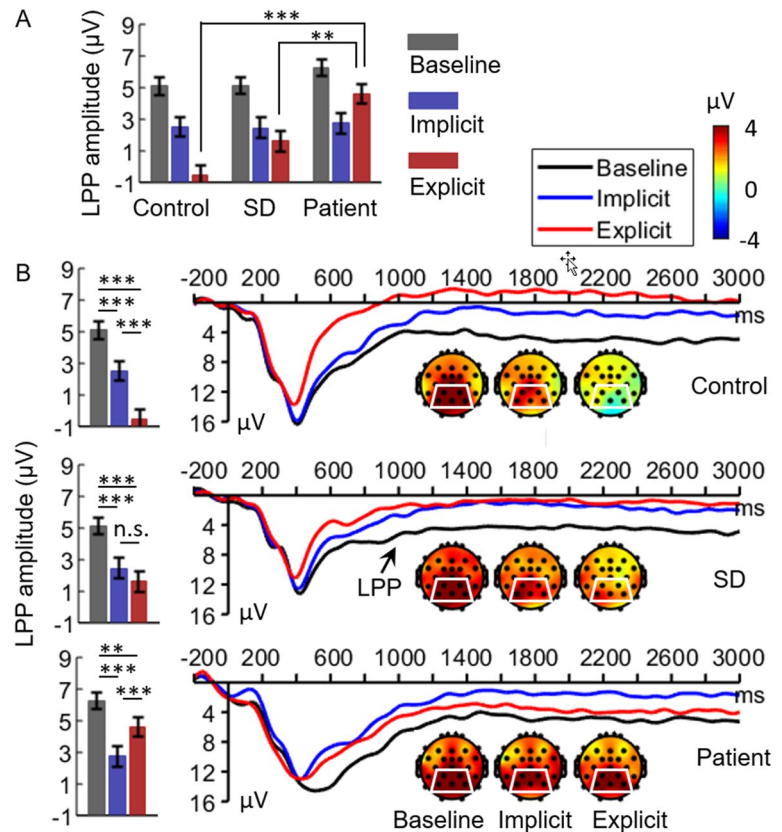 A
LPP amplitude (µV)
9
7
5
3
1
-1
***
**
Control
SD
Patient
Baseline
Implicit
Explicit
µV
4
0
-4
Baseline
Implicit
Explicit
B
LPP amplitude (µV)
9
7
5
3
1
-1
***
***
***
-200 200 600 1000 1400 1800 2200 2600 3000
ms
4
8
12
16
µV
Control
9
7
5
3
1
-1
***
***
n.s.
-200 200 600 1000 1400 1800 2200 2600 3000
ms
4
8
12
16
µV
LPP
SD
9
7
5
3
1
-1
**
***
***
-200 200 600 1000 1400 1800 2200 2600 3000
ms
4
8
12
16
µV
Patient
Baseline Implicit Explicit